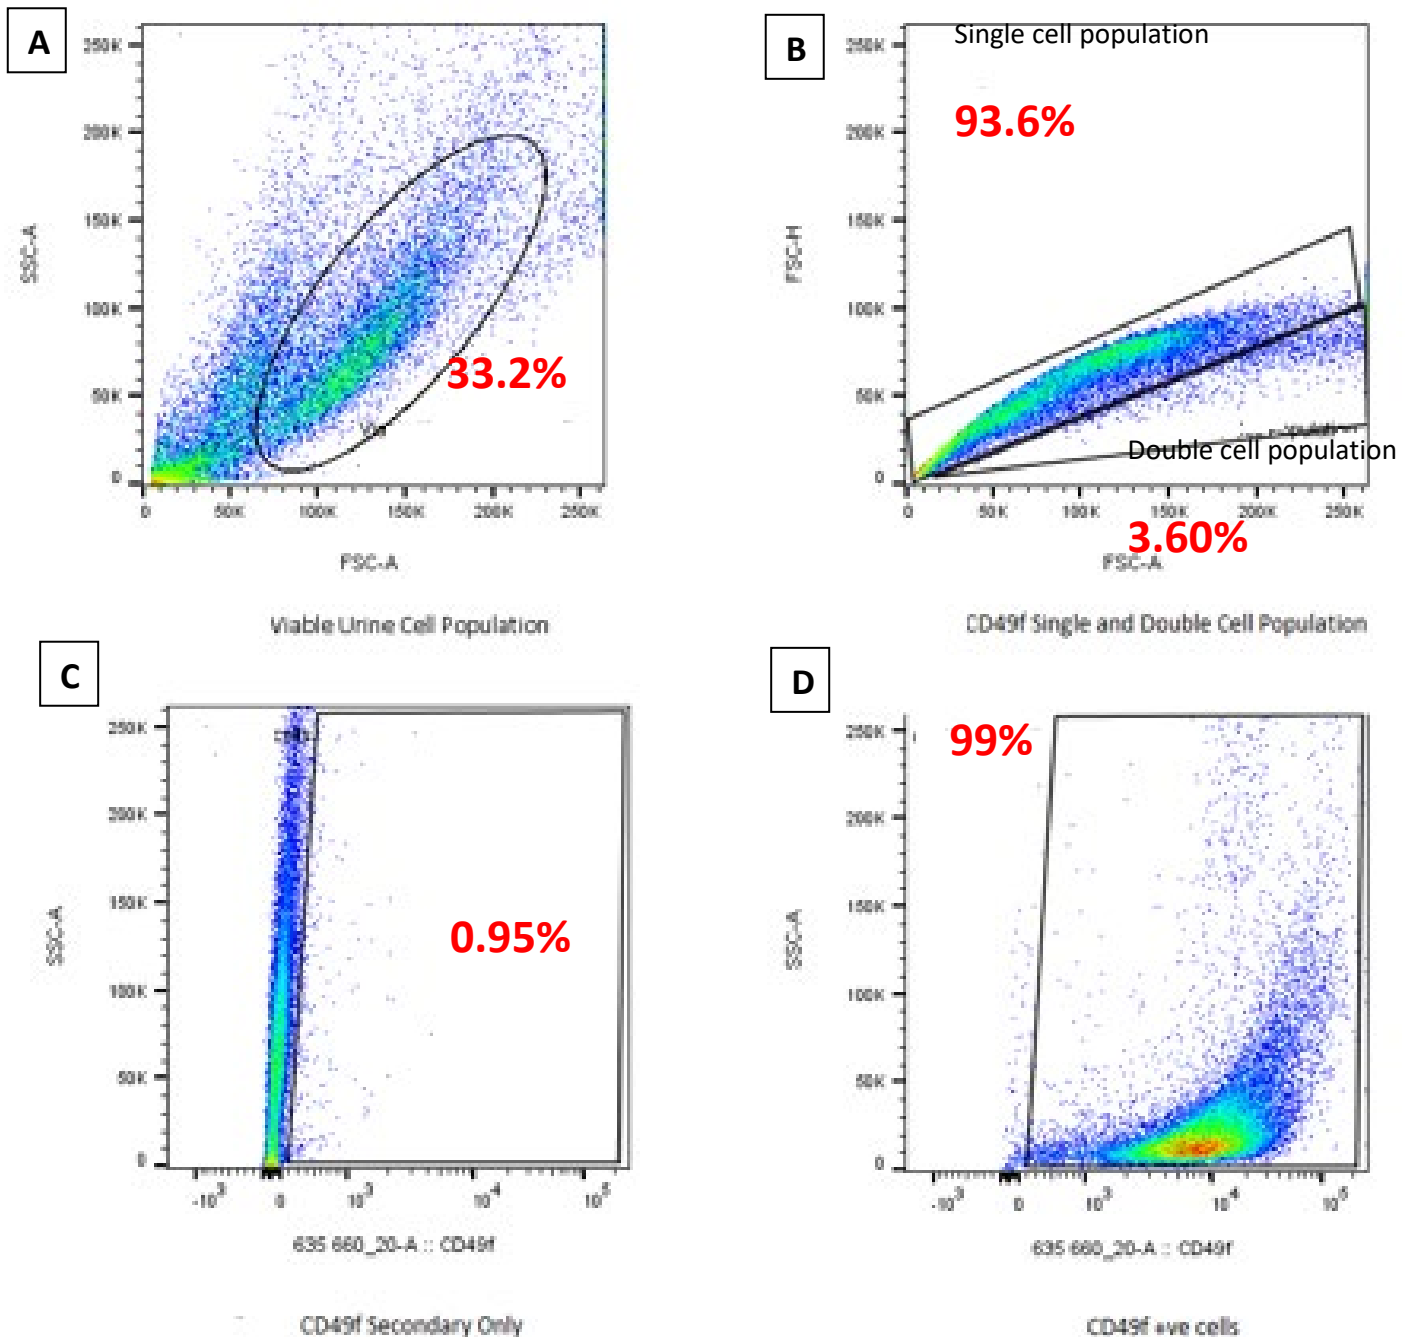 A
250K
200K
150K
100K
50K
0
SSC-A
33.2%
0 50K 100K 150K 200K 250K
FSC-A
Viable Urine Cell Population
B
Single cell population
93.6%
250K
200K
150K
100K
50K
0
FSC-H
Double cell population
0 50K 100K 150K 200K 250K
3.60%
FSC-A
CD49f Single and Double Cell Population
C
250K
200K
150K
100K
50K
0
SSC-A
0.95%
-10³ 0 10³ 10⁴ 10⁵
635 660_20-A :: CD49f
CD49f Secondary Only
D
99%
250K
200K
150K
100K
50K
0
SSC-A
-10³ 0 10³ 10⁴ 10⁵
635 660_20-A :: CD49f
CD49f +ve cells